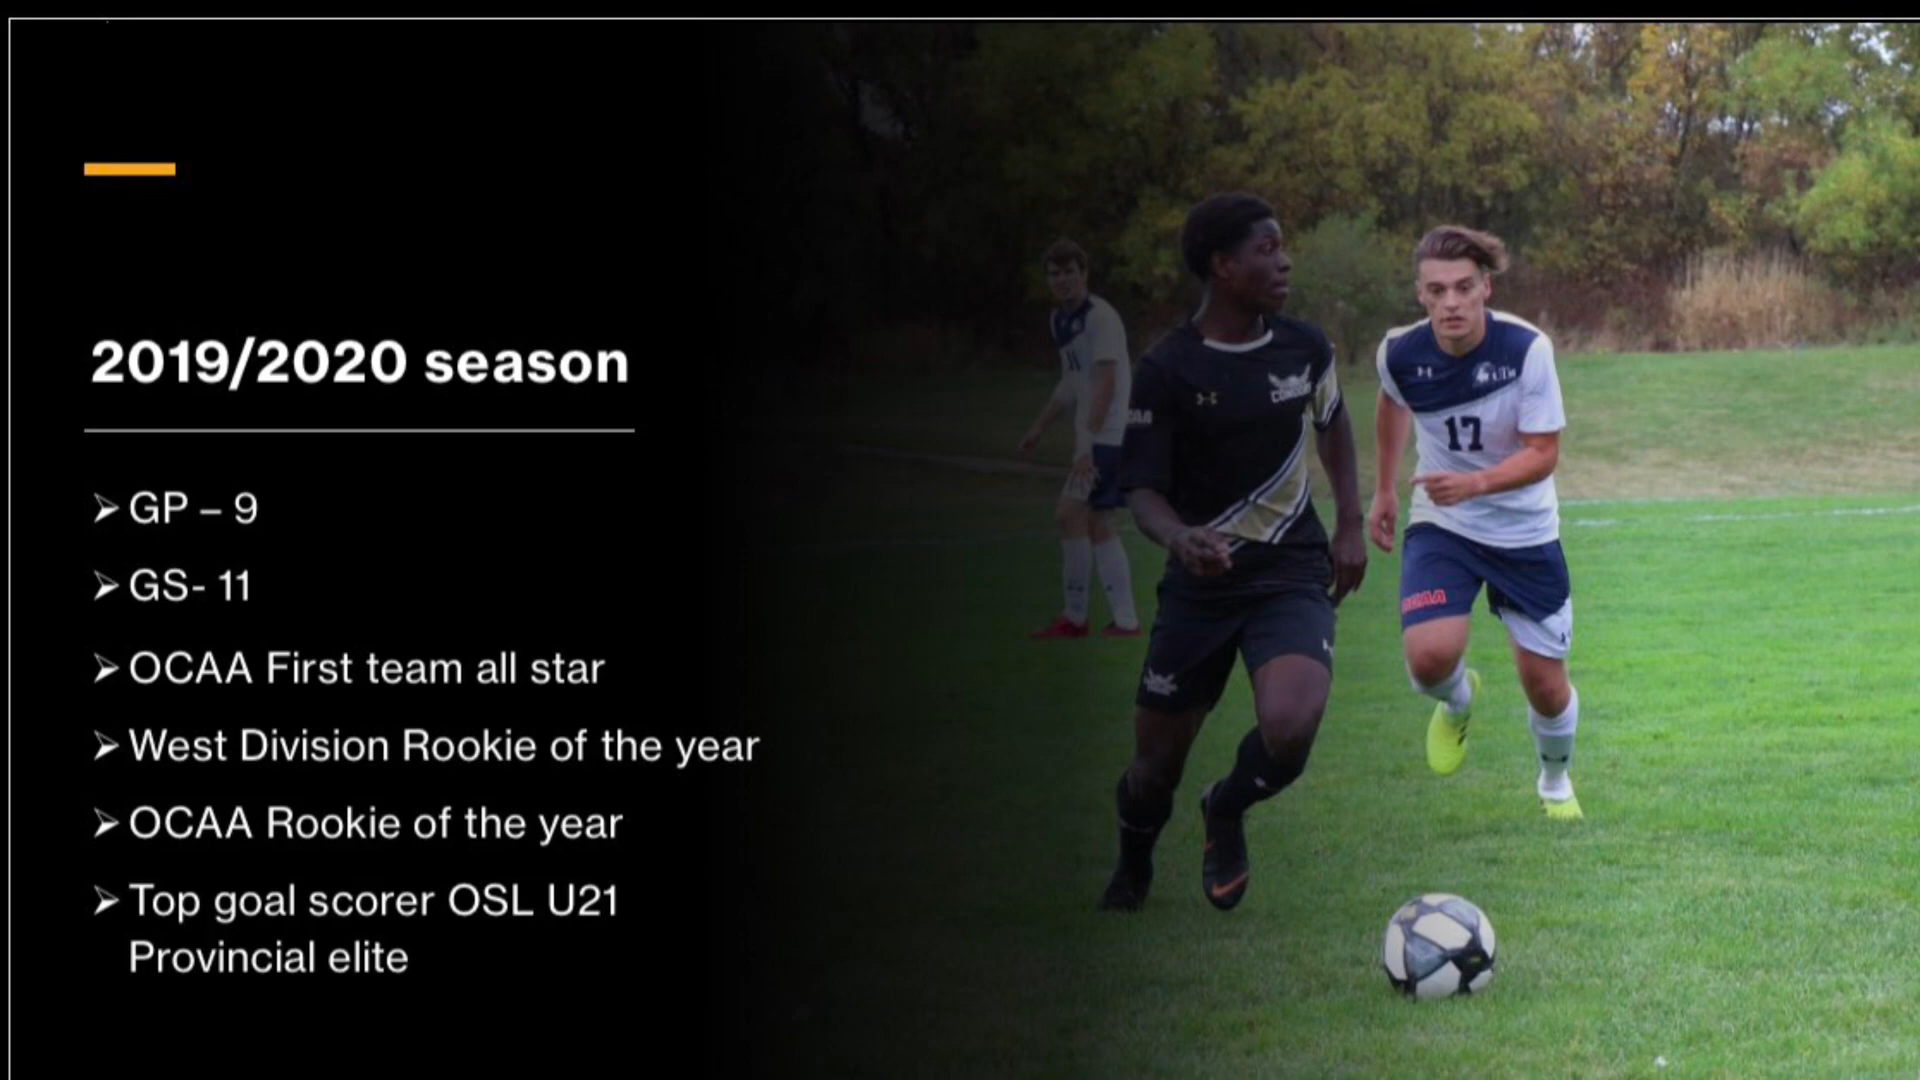 2019/2020 season
➢ GP – 9
➢ GS- 11
➢ OCAA First team all star
➢ West Division Rookie of the year
➢ OCAA Rookie of the year
➢ Top goal scorer OSL U21
Provincial elite
17